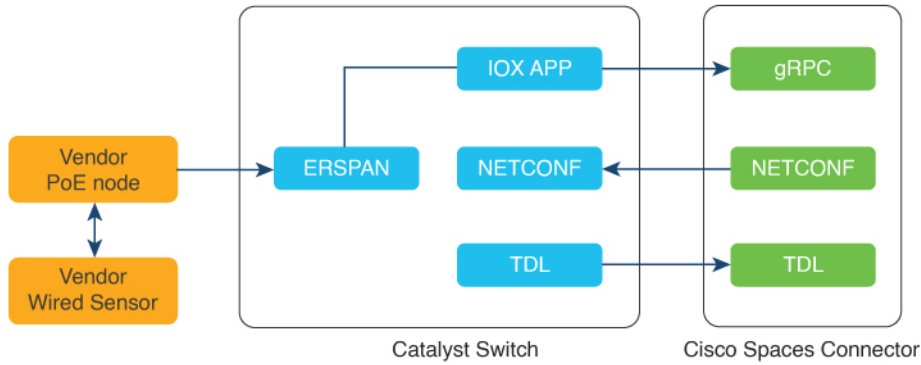 IOX APP
gRPC
Vendor
PoE node
ERSPAN
NETCONF
NETCONF
Vendor
Wired Sensor
TDL
TDL
Catalyst Switch
Cisco Spaces Connector